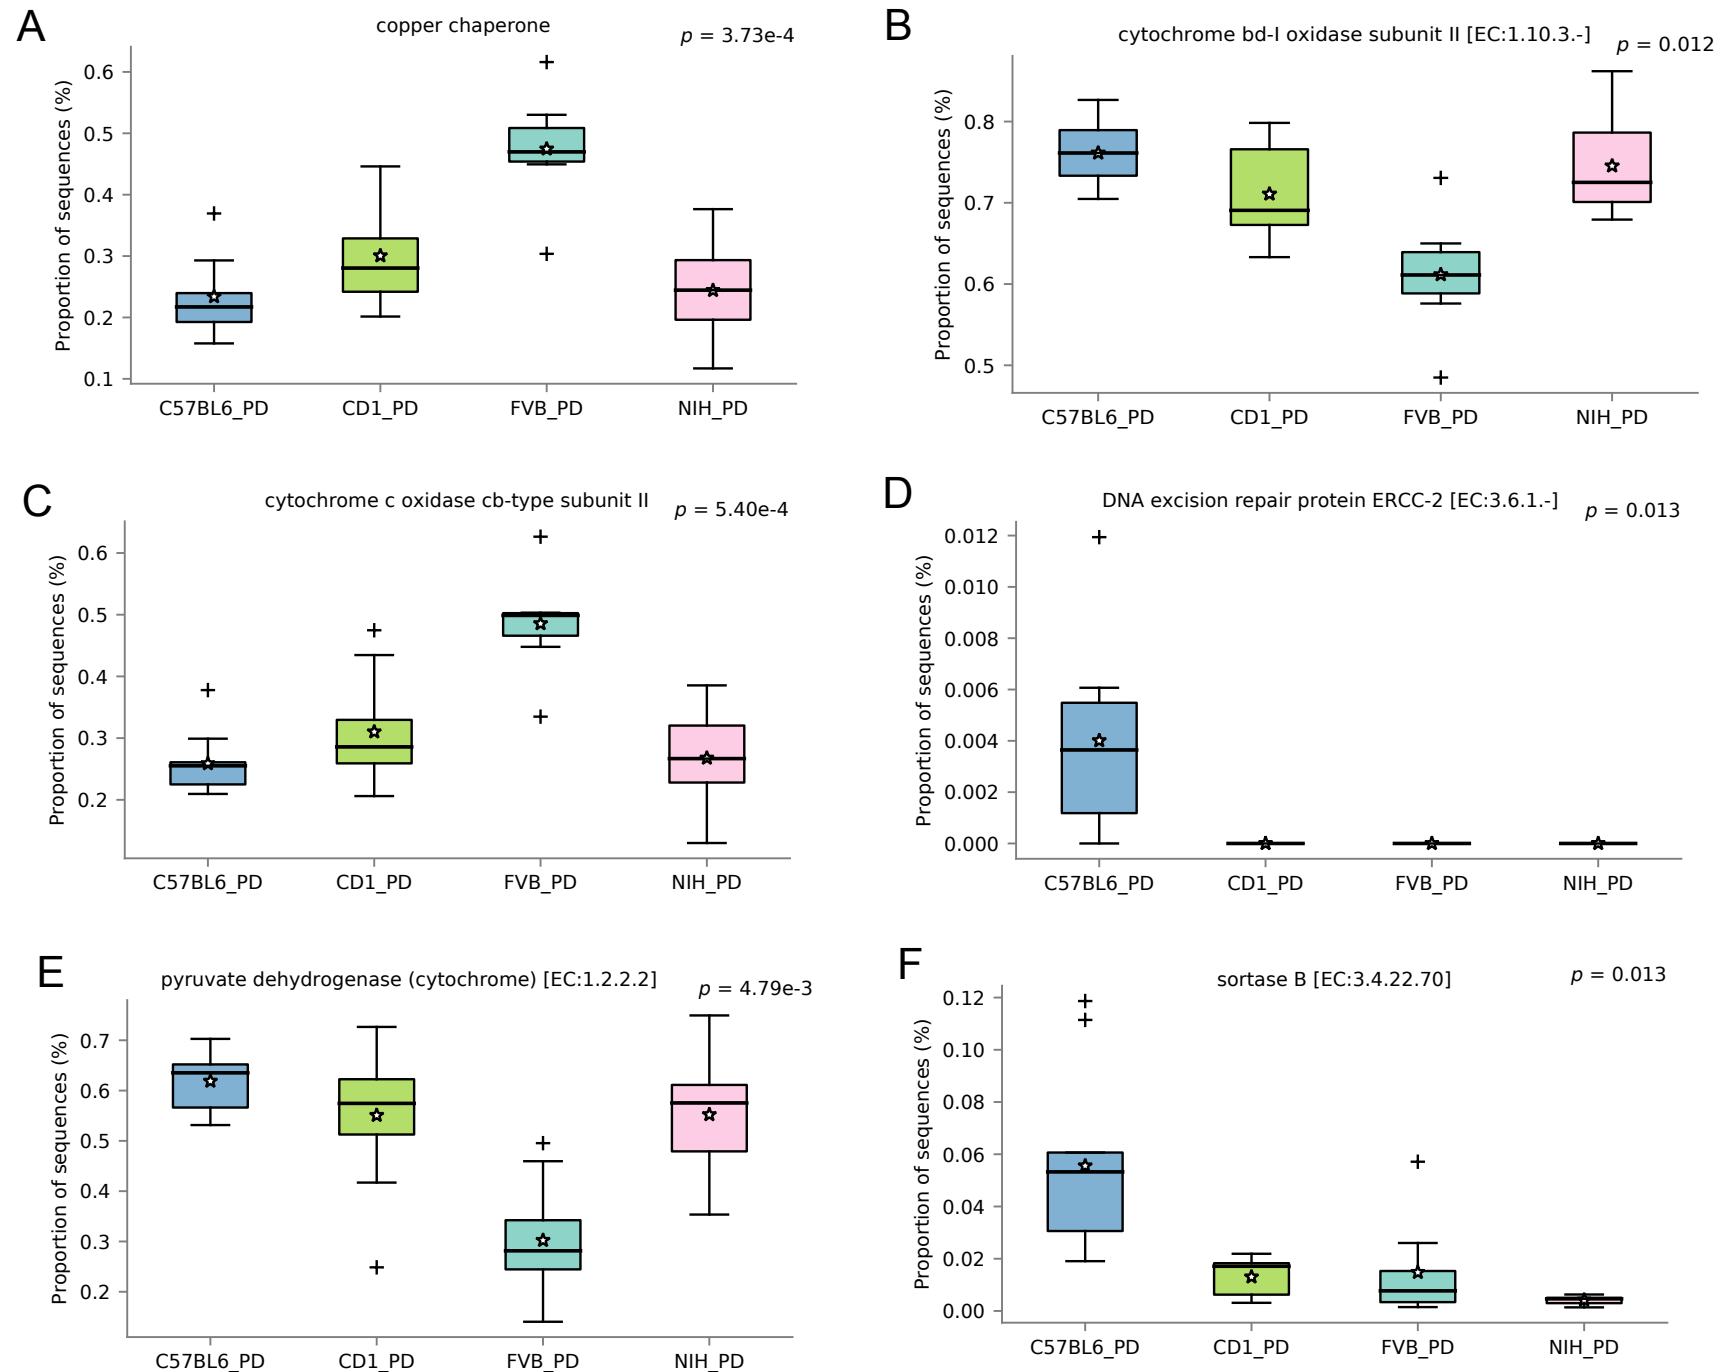 A
copper chaperone
p = 3.73e-4
Proportion of sequences (%)
0.6
0.5
0.4
0.3
0.2
0.1
C57BL6_PD
CD1_PD
FVB_PD
NIH_PD
B
cytochrome bd-I oxidase subunit II [EC:1.10.3.-]
p = 0.012
Proportion of sequences (%)
0.8
0.7
0.6
0.5
C57BL6_PD
CD1_PD
FVB_PD
NIH_PD
C
cytochrome c oxidase cb-type subunit II
p = 5.40e-4
Proportion of sequences (%)
0.6
0.5
0.4
0.3
0.2
C57BL6_PD
CD1_PD
FVB_PD
NIH_PD
D
DNA excision repair protein ERCC-2 [EC:3.6.1.-]
p = 0.013
Proportion of sequences (%)
0.012
0.010
0.008
0.006
0.004
0.002
0.000
C57BL6_PD
CD1_PD
FVB_PD
NIH_PD
E
pyruvate dehydrogenase (cytochrome) [EC:1.2.2.2]
p = 4.79e-3
Proportion of sequences (%)
0.7
0.6
0.5
0.4
0.3
0.2
C57BL6_PD
CD1_PD
FVB_PD
NIH_PD
F
sortase B [EC:3.4.22.70]
p = 0.013
Proportion of sequences (%)
0.12
0.10
0.08
0.06
0.04
0.02
0.00
C57BL6_PD
CD1_PD
FVB_PD
NIH_PD